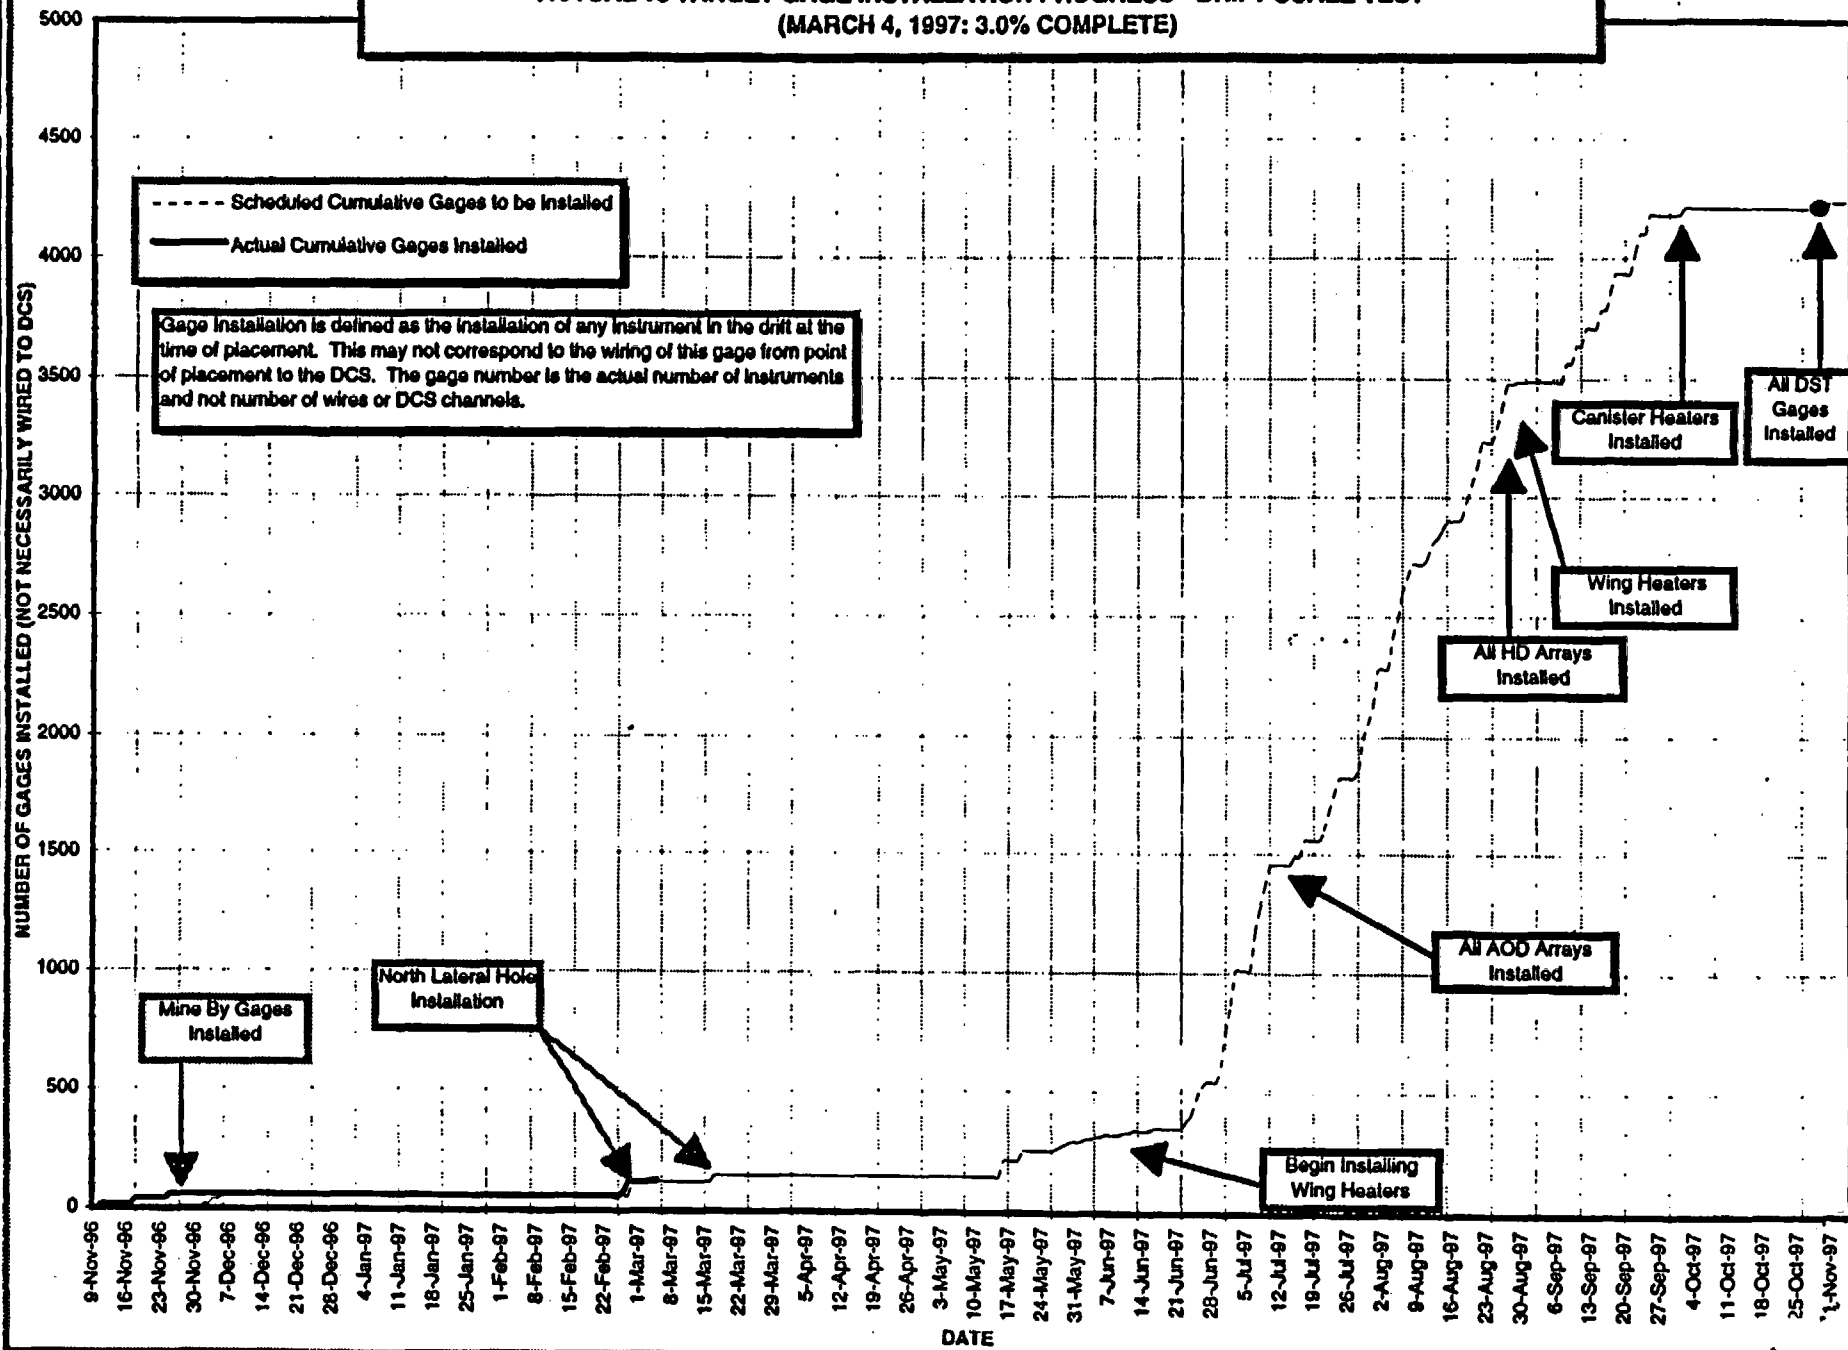 (MARCH 4, 1997: 3.0% COMPLETE)
NUMBER OF GAGES INSTALLED (NOT NECESSARILY WIRED TO DCS)
5000
4500
4000
3500
3000
2500
2000
1500
1000
500
0
Scheduled Cumulative Gages to be Installed
Actual Cumulative Gages Installed
Gage Installation is defined as the installation of any instrument in the drift at the
time of placement. This may not correspond to the wiring of this gage from point
of placement to the DCS. The gage number is the actual number of instruments
and not number of wires or DCS channels.
All DST
Gages
Installed
Canister Heaters
Installed
Wing Heaters
Installed
All HD Arrays
Installed
All AOD Arrays
Installed
North Lateral Hole
Installation
Mine By Gages
Installed
Begin Installing
Wing Heaters
9-Nov-96
16-Nov-96
23-Nov-96
30-Nov-96
7-Dec-96
14-Dec-96
21-Dec-96
28-Dec-96
4-Jan-97
11-Jan-97
18-Jan-97
25-Jan-97
1-Feb-97
8-Feb-97
15-Feb-97
22-Feb-97
1-Mar-97
8-Mar-97
15-Mar-97
22-Mar-97
29-Mar-97
5-Apr-97
12-Apr-97
19-Apr-97
26-Apr-97
3-May-97
10-May-97
17-May-97
24-May-97
31-May-97
7-Jun-97
14-Jun-97
21-Jun-97
28-Jun-97
5-Jul-97
12-Jul-97
19-Jul-97
26-Jul-97
2-Aug-97
9-Aug-97
16-Aug-97
23-Aug-97
30-Aug-97
6-Sep-97
13-Sep-97
20-Sep-97
27-Sep-97
4-Oct-97
11-Oct-97
18-Oct-97
25-Oct-97
1-Nov-97
DATE